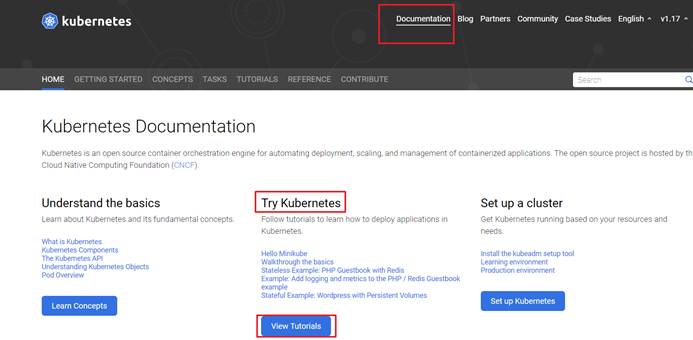 kubernetes
Documentation Blog Partners Community Case Studies English v1.17
HOME GETTING STARTED CONCEPTS TASKS TUTORIALS REFERENCE CONTRIBUTE Search
Kubernetes Documentation
Kubernetes is an open source container orchestration engine for automating deployment, scaling, and management of containerized applications. The open source project is hosted by th
Cloud Native Computing Foundation (CNCF).
Understand the basics
Learn about Kubernetes and its fundamental concepts.
What is Kubernetes
Kubernetes Components
The Kubernetes API
Understanding Kubernetes Objects
Pod Overview
Learn Concepts
Try Kubernetes
Follow tutorials to learn how to deploy applications in
Kubernetes.
Hello Minikube
Walkthrough the basics
Stateless Example: PHP Guestbook with Redis
Example: Add logging and metrics to the PHP / Redis Guestbook
example
Stateful Example: Wordpress with Persistent Volumes
View Tutorials
Set up a cluster
Get Kubernetes running based on your resources and
needs.
Install the kubeadm setup tool
Learning environment
Production environment
Set up Kubernetes